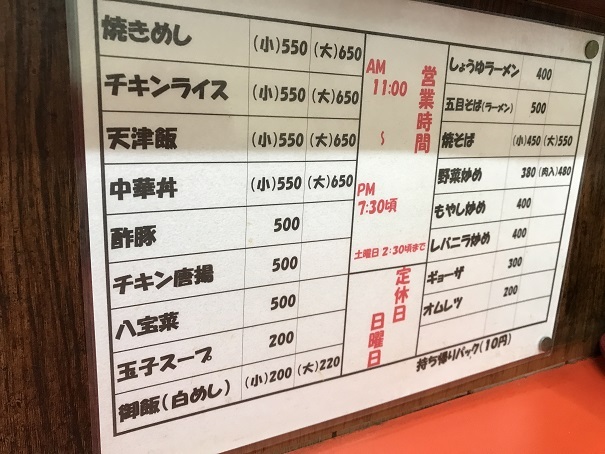 焼きめし (小)550 (大)650
チキンライス (小)550 (大)650
天津飯 (小)550 (大)650
中華丼 (小)550 (大)650
酢豚 500
チキン唐揚 500
八宝菜 500
玉子スープ 200
御飯(白めし) (小)200 (大)220
営業時間
AM
11:00
~
PM
7:30頃
土曜日 2:30頃まで
定休日
日曜日
しょうゆラーメン 400
五目そば(ラーメン) 500
焼そば (小)450 (大)550
野菜炒め 380 (肉入)480
もやし炒め 400
レバニラ炒め 400
ギョーザ 300
オムレツ 200
持ち帰りパック(10円)